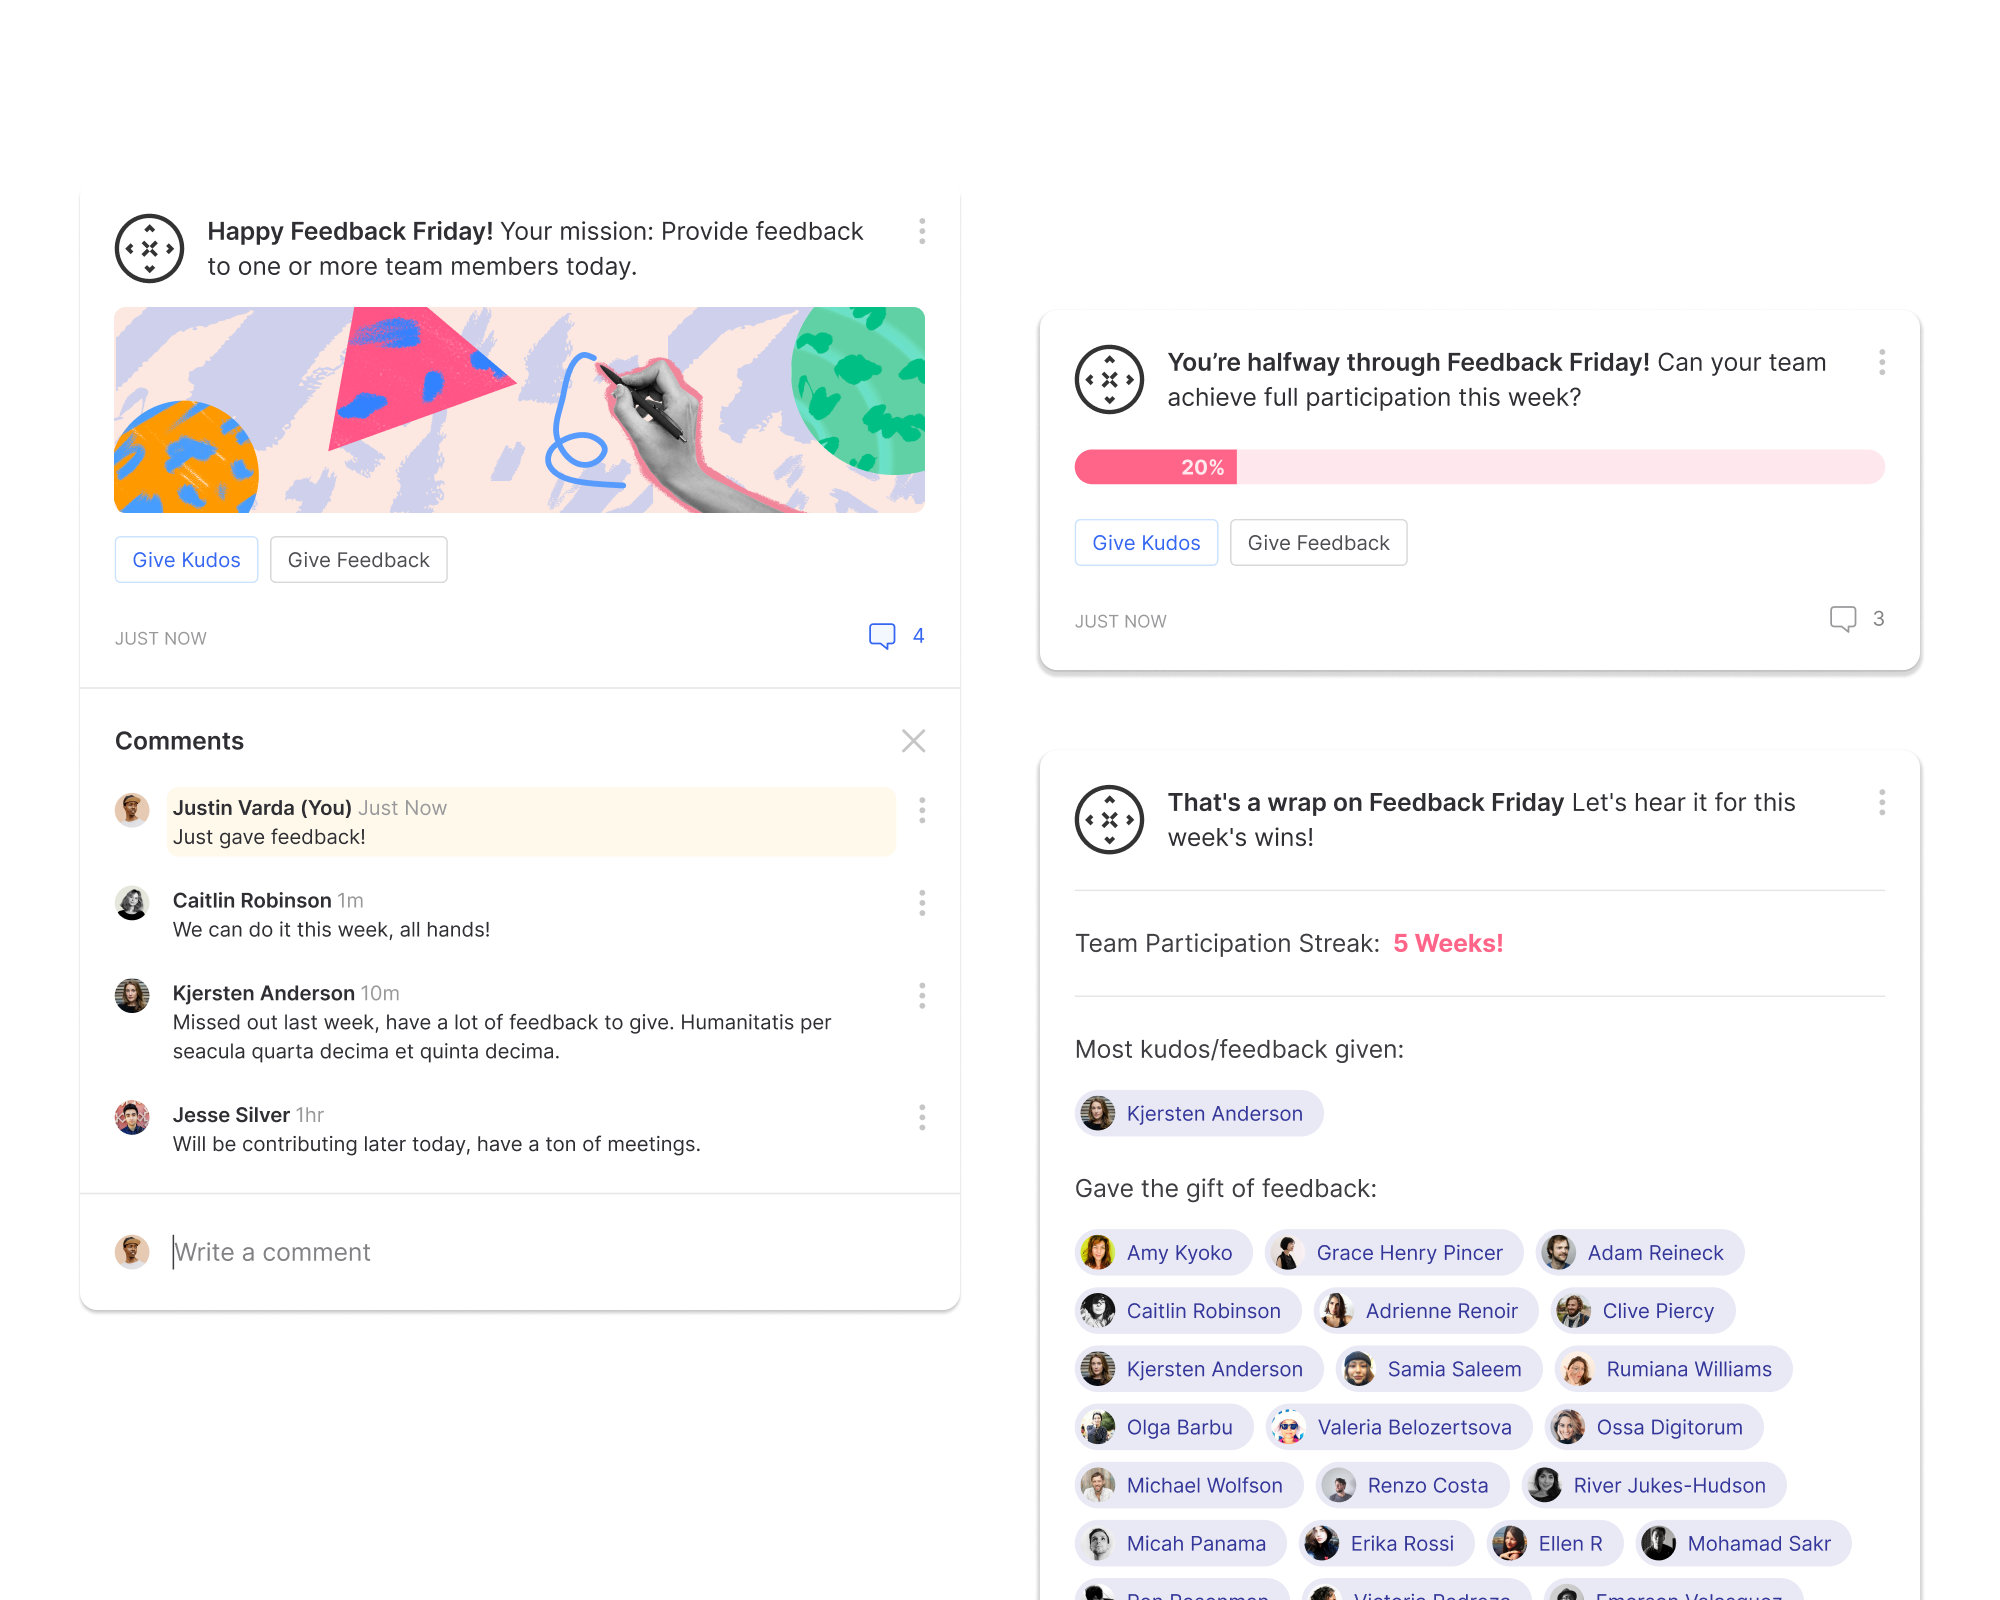 Happy Feedback Friday! Your mission: Provide feedback
to one or more team members today.
Give Kudos
Give Feedback
JUST NOW
4
Comments
Justin Varda (You) Just Now
Just gave feedback!
Caitlin Robinson 1m
We can do it this week, all hands!
Kjersten Anderson 10m
Missed out last week, have a lot of feedback to give. Humanitatis per
seacula quarta decima et quinta decima.
Jesse Silver 1hr
Will be contributing later today, have a ton of meetings.
Write a comment
You’re halfway through Feedback Friday! Can your team
achieve full participation this week?
20%
Give Kudos
Give Feedback
JUST NOW
3
That's a wrap on Feedback Friday Let's hear it for this
week's wins!
Team Participation Streak: 5 Weeks!
Most kudos/feedback given:
Kjersten Anderson
Gave the gift of feedback:
Amy Kyoko
Grace Henry Pincer
Adam Reineck
Caitlin Robinson
Adrienne Renoir
Clive Piercy
Kjersten Anderson
Samia Saleem
Rumiana Williams
Olga Barbu
Valeria Belozertsova
Ossa Digitorum
Michael Wolfson
Renzo Costa
River Jukes-Hudson
Micah Panama
Erika Rossi
Ellen R
Mohamad Sakr
Victoria Pedroza
Emerson Velasquez